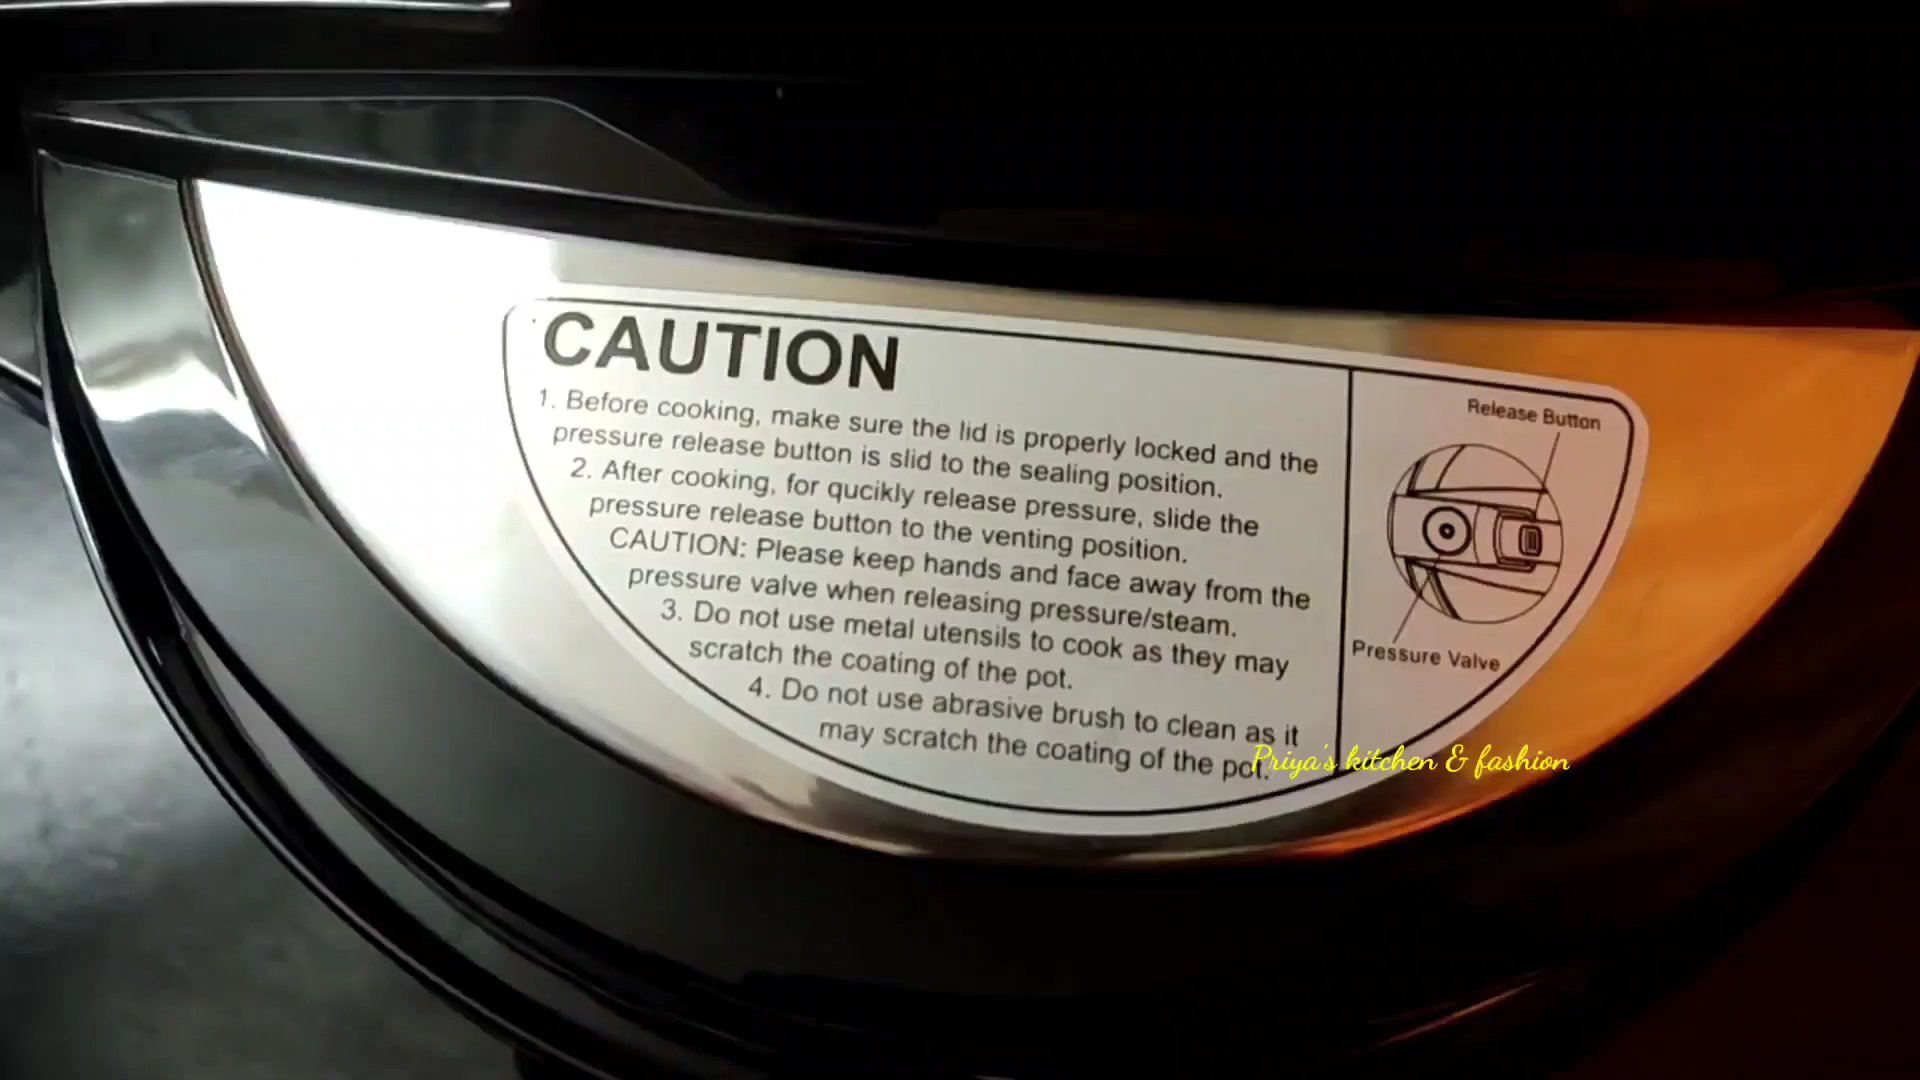 CAUTION
1. Before cooking, make sure the lid is properly locked and the
pressure release button is slid to the sealing position.
2. After cooking, for qucikly release pressure, slide the
pressure release button to the venting position.
CAUTION: Please keep hands and face away from the
pressure valve when releasing pressure/steam.
3. Do not use metal utensils to cook as they may
scratch the coating of the pot.
4. Do not use abrasive brush to clean as it
may scratch the coating of the pot.
Release Button
Pressure Valve
Priya's kitchen & fashion